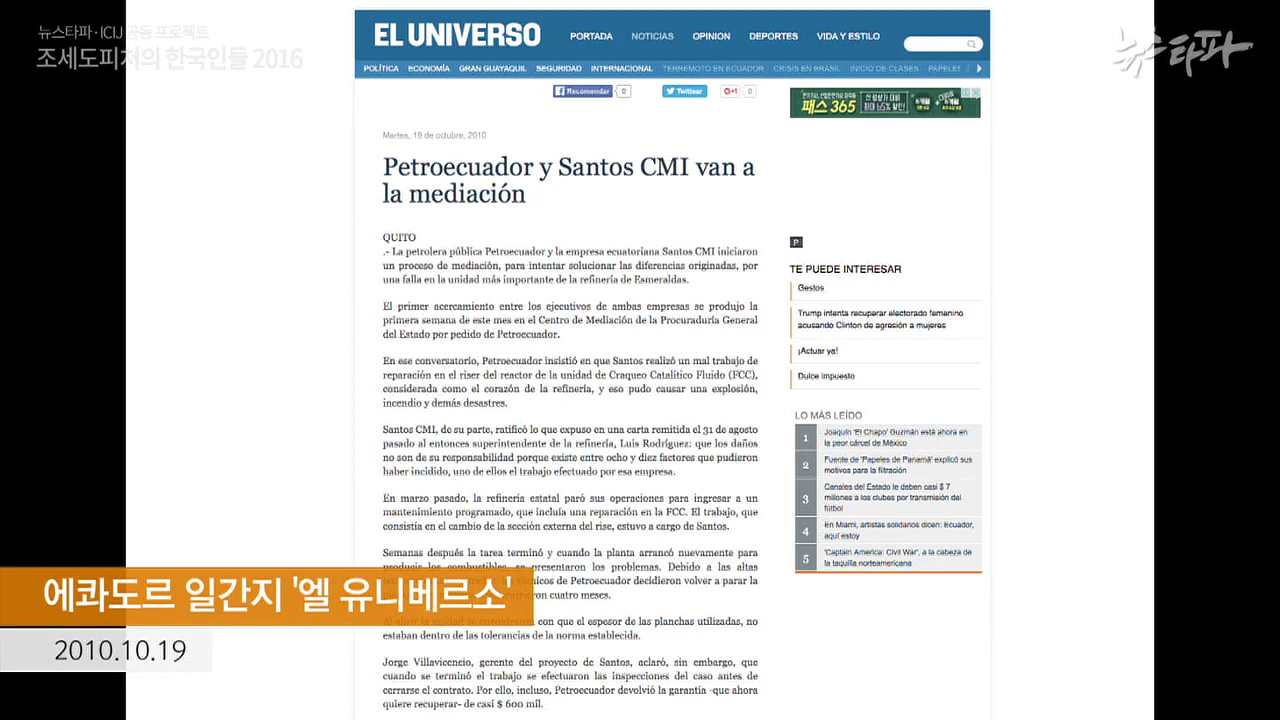 뉴스타파·ICIJ 공동 프로젝트
조세도피처의 한국인들 2016
뉴스타파
EL UNIVERSO
PORTADA NOTICIAS OPINION DEPORTES VIDA Y ESTILO
POLÍTICA ECONOMÍA GRAN GUAYAQUIL SEGURIDAD INTERNACIONAL TERREMOTO EN ECUADOR CRISIS EN BRASIL INICIO DE CLASES PAPELES
Recomendar 0 Twittear G+1 0
패스 365
Martes, 19 de octubre, 2010
Petroecuador y Santos CMI van a
la mediación
QUITO
.- La petrolera pública Petroecuador y la empresa ecuatoriana Santos CMI iniciaron
un proceso de mediación, para intentar solucionar las diferencias originadas, por
una falla en la unidad más importante de la refinería de Esmeraldas.
El primer acercamiento entre los ejecutivos de ambas empresas se produjo la
primera semana de este mes en el Centro de Mediación de la Procuraduría General
del Estado por pedido de Petroecuador.
En ese conversatorio, Petroecuador insistió en que Santos realizó un mal trabajo de
reparación en el riser del reactor de la unidad de Craqueo Catalítico Fluido (FCC),
considerada como el corazón de la refinería, y eso pudo causar una explosión,
incendio y demás desastres.
Santos CMI, de su parte, ratificó lo que expuso en una carta remitida el 31 de agosto
pasado al entonces superintendente de la refinería, Luis Rodríguez: que los daños
no son de su responsabilidad porque existe entre ocho y diez factores que pudieron
haber incidido, uno de ellos el trabajo efectuado por esa empresa.
En marzo pasado, la refinería estatal paró sus operaciones para ingresar a un
mantenimiento programado, que incluía una reparación en la FCC. El trabajo, que
consistía en el cambio de la sección externa del rise, estuvo a cargo de Santos.
Semanas después la tarea terminó y cuando la planta arrancó nuevamente para
producir los combustibles, se presentaron los problemas. Debido a las altas
técnicos de Petroecuador decidieron volver a parar la
cuatro meses.
con que el espesor de las planchas utilizadas, no
estaban dentro de las tolerancias de la norma establecida.
Jorge Villavicencio, gerente del proyecto de Santos, aclaró, sin embargo, que
cuando se terminó el trabajo se efectuaron las inspecciones del caso antes de
cerrarse el contrato. Por ello, incluso, Petroecuador devolvió la garantía -que ahora
quiere recuperar- de casi $ 600 mil.
P
TE PUEDE INTERESAR
Gestos
Trump intenta recuperar electorado femenino
acusando Clinton de agresión a mujeres
¡Actuar ya!
Dulce impuesto
LO MÁS LEÍDO
1 Joaquín 'El Chapo' Guzmán está ahora en
la peor cárcel de México
2 Fuente de 'Papeles de Panamá' explicó sus
motivos para la filtración
3 Canales del Estado le deben casi $ 7
millones a los clubes por transmisión del
fútbol
4 En Miami, artistas solidarios dicen: Ecuador,
aquí estoy
5 'Captain America: Civil War', a la cabeza de
la taquilla norteamericana
에콰도르 일간지 '엘 유니베르소'
2010.10.19